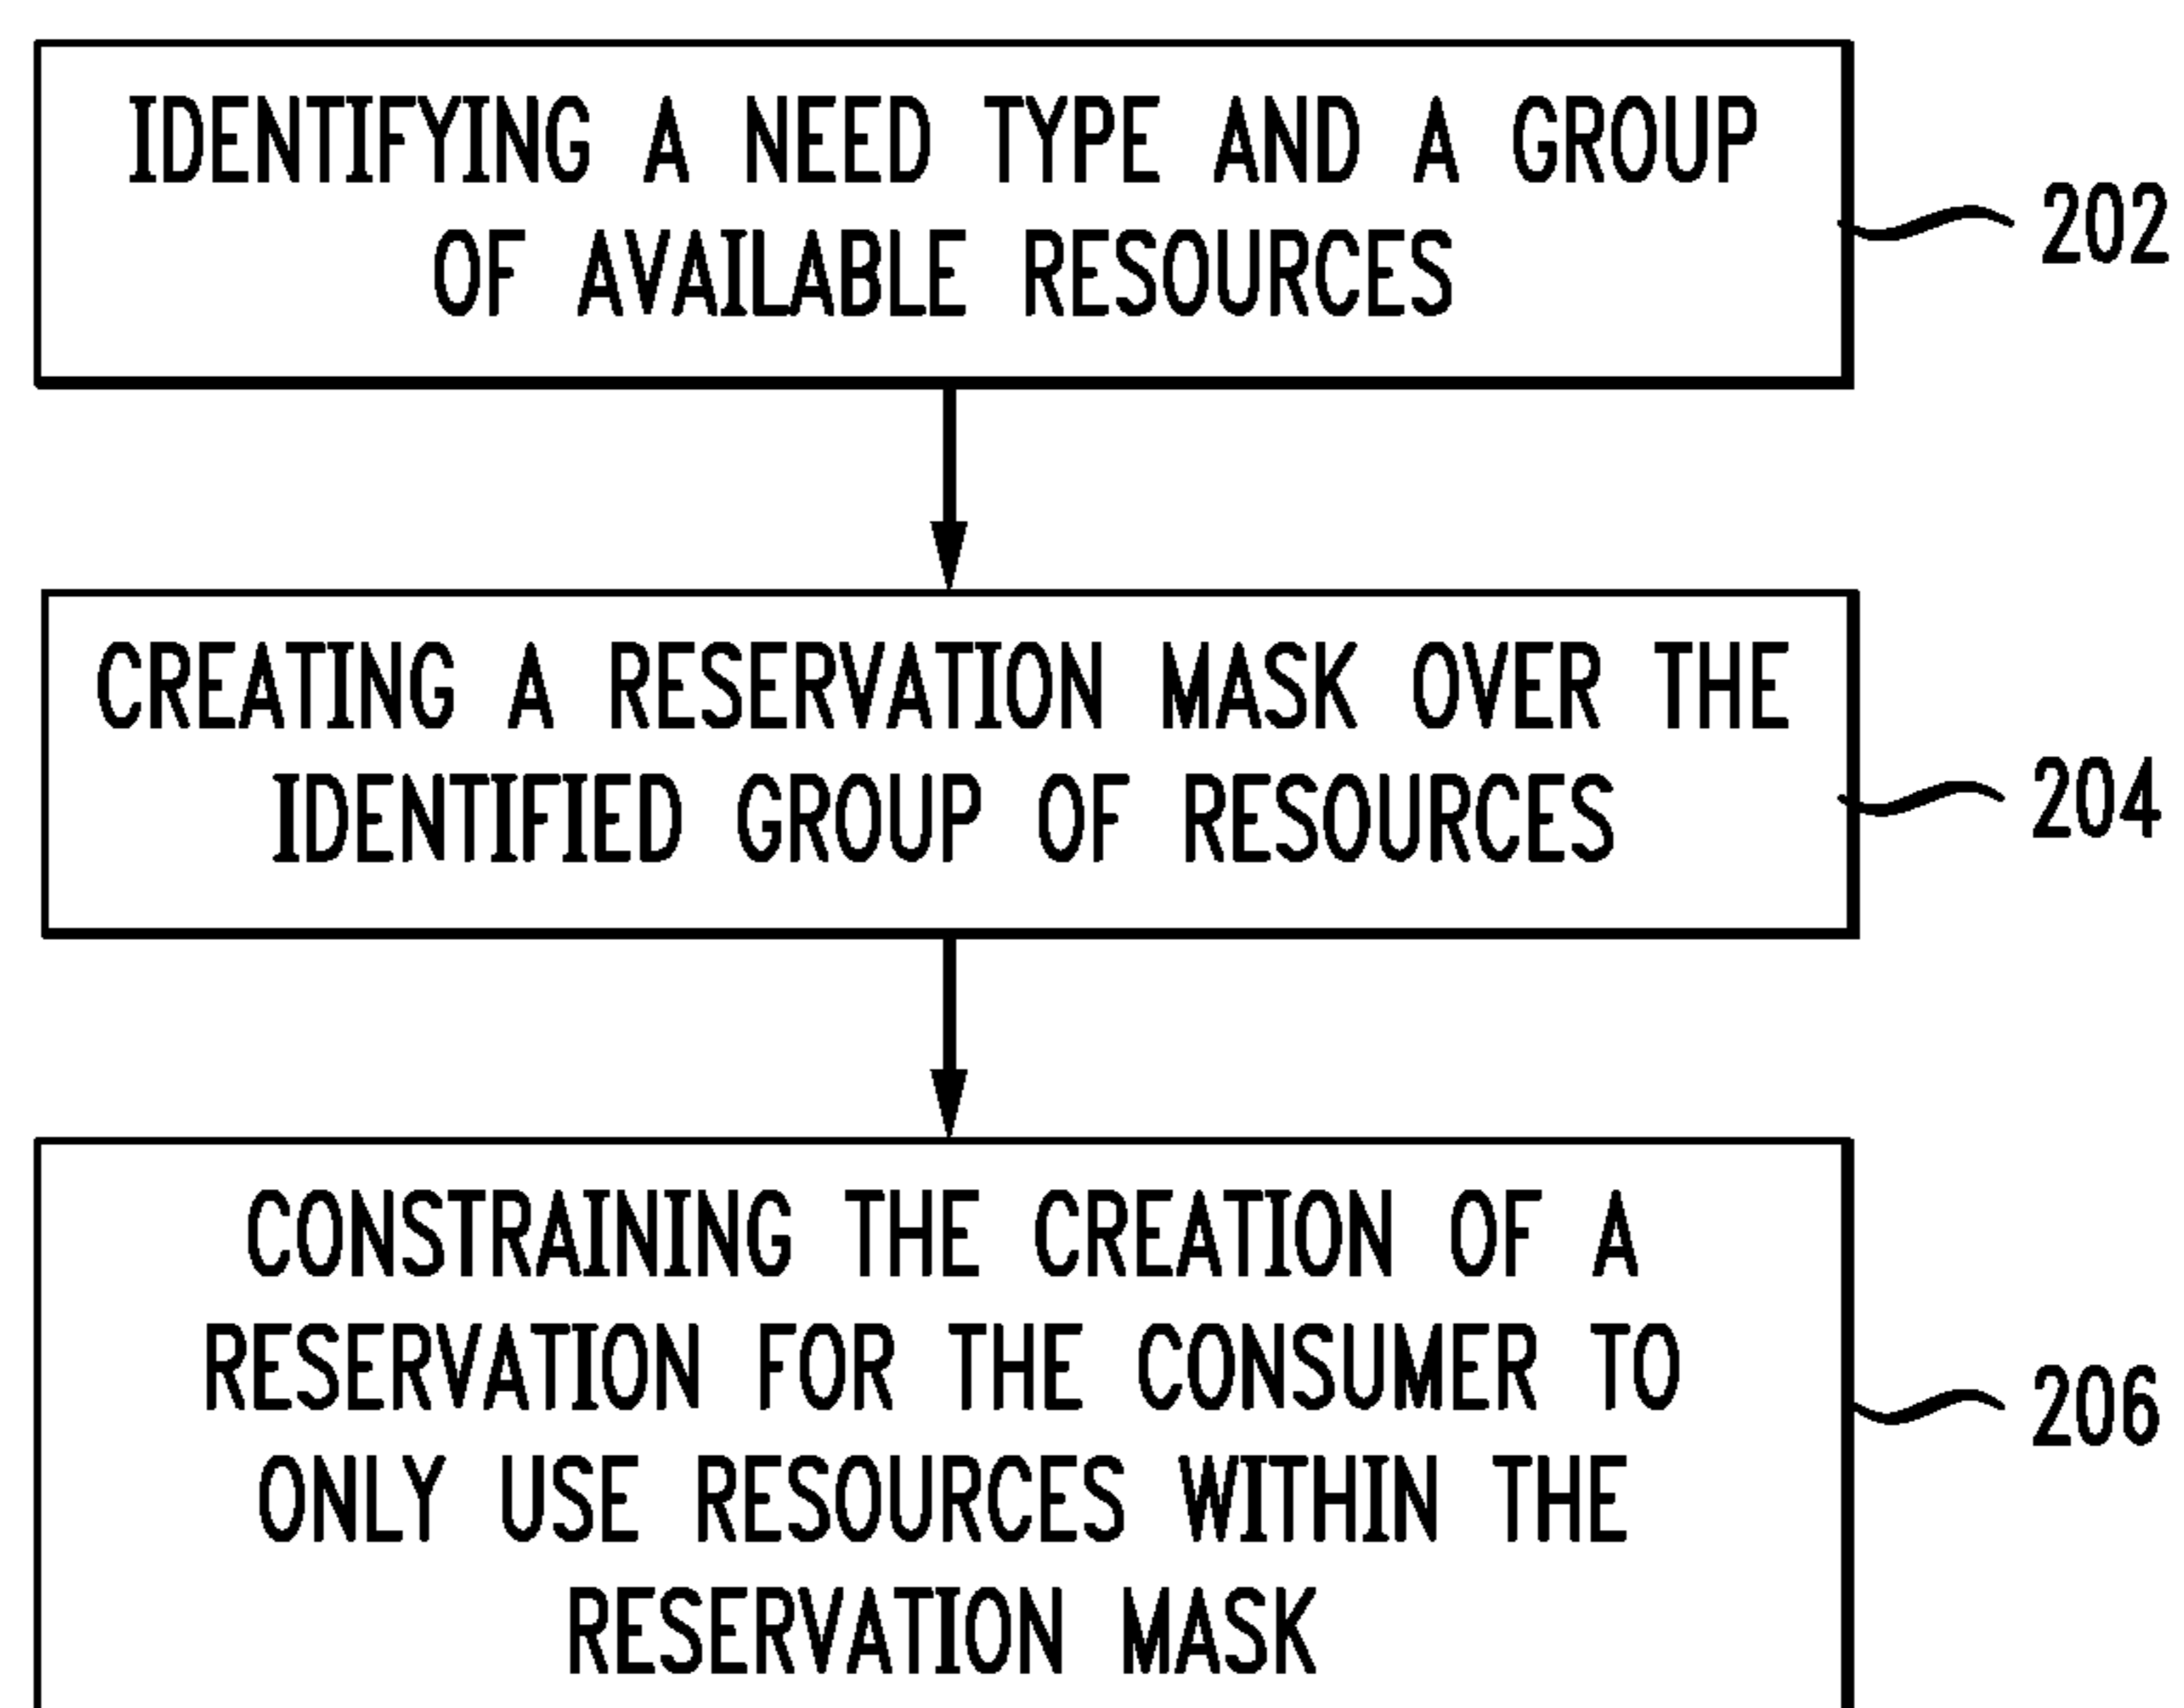 IDENTIFYING A NEED TYPE AND A GROUP
OF AVAILABLE RESOURCES
202
CREATING A RESERVATION MASK OVER THE
IDENTIFIED GROUP OF RESOURCES
204
CONSTRAINING THE CREATION OF A
RESERVATION FOR THE CONSUMER TO
ONLY USE RESOURCES WITHIN THE
RESERVATION MASK
206